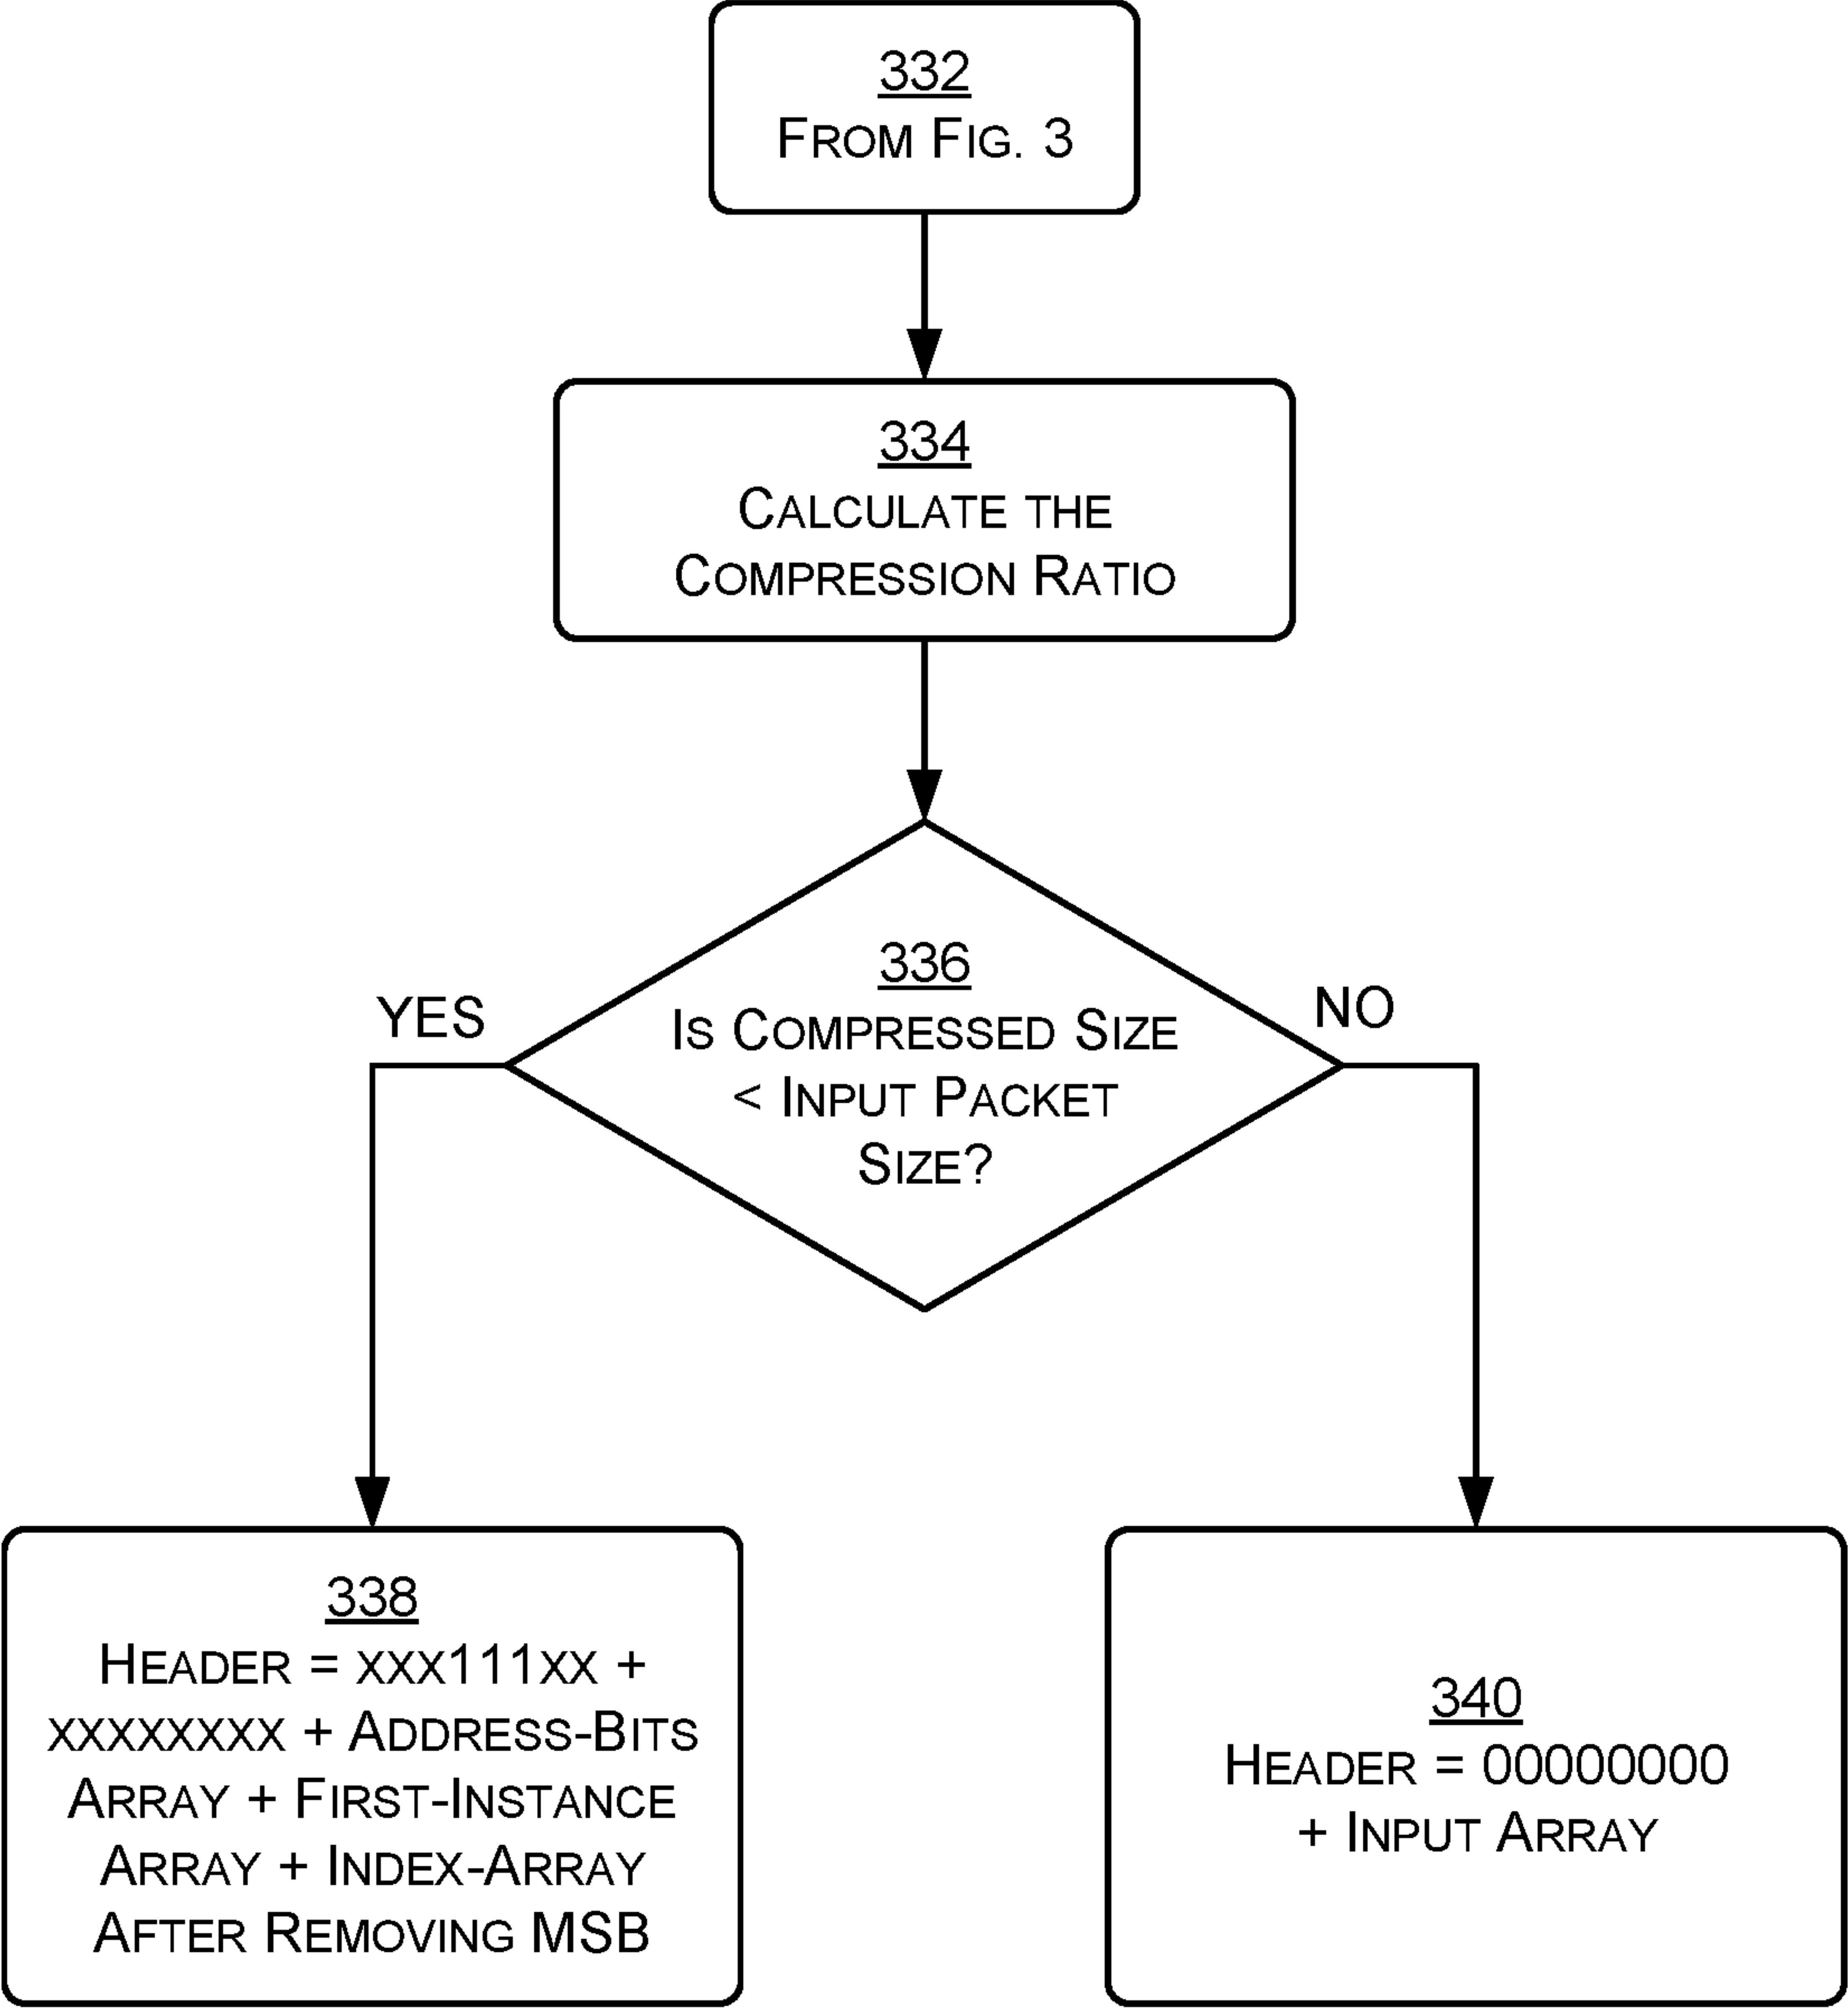 332
FROM FIG. 3
334
CALCULATE THE
COMPRESSION RATIO
336
IS COMPRESSED SIZE
< INPUT PACKET
SIZE?
YES
NO
338
HEADER = XXX111XX +
XXXXXXXX + ADDRESS-BITS
ARRAY + FIRST-INSTANCE
ARRAY + INDEX-ARRAY
AFTER REMOVING MSB
340
HEADER = 00000000
+ INPUT ARRAY